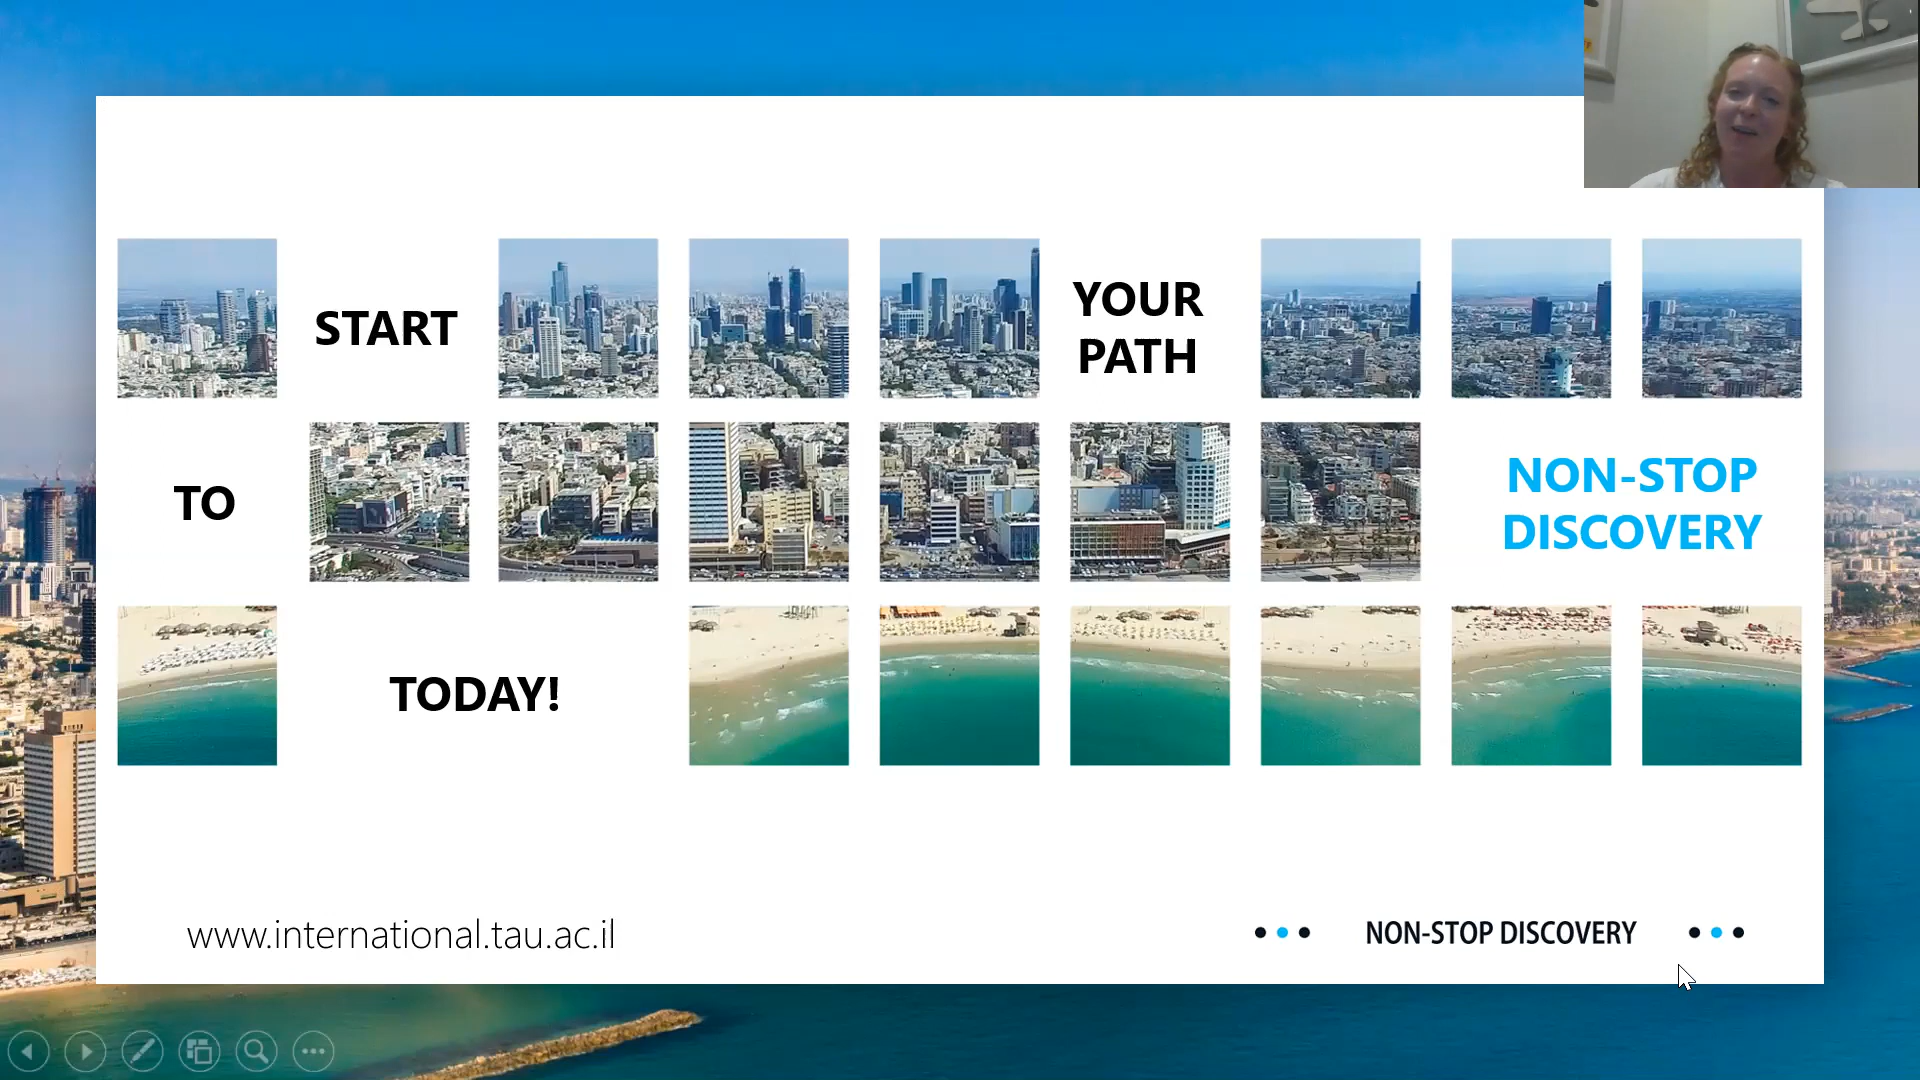 START
YOUR
PATH
TO
NON-STOP
DISCOVERY
TODAY!
www.international.tau.ac.il
NON-STOP DISCOVERY